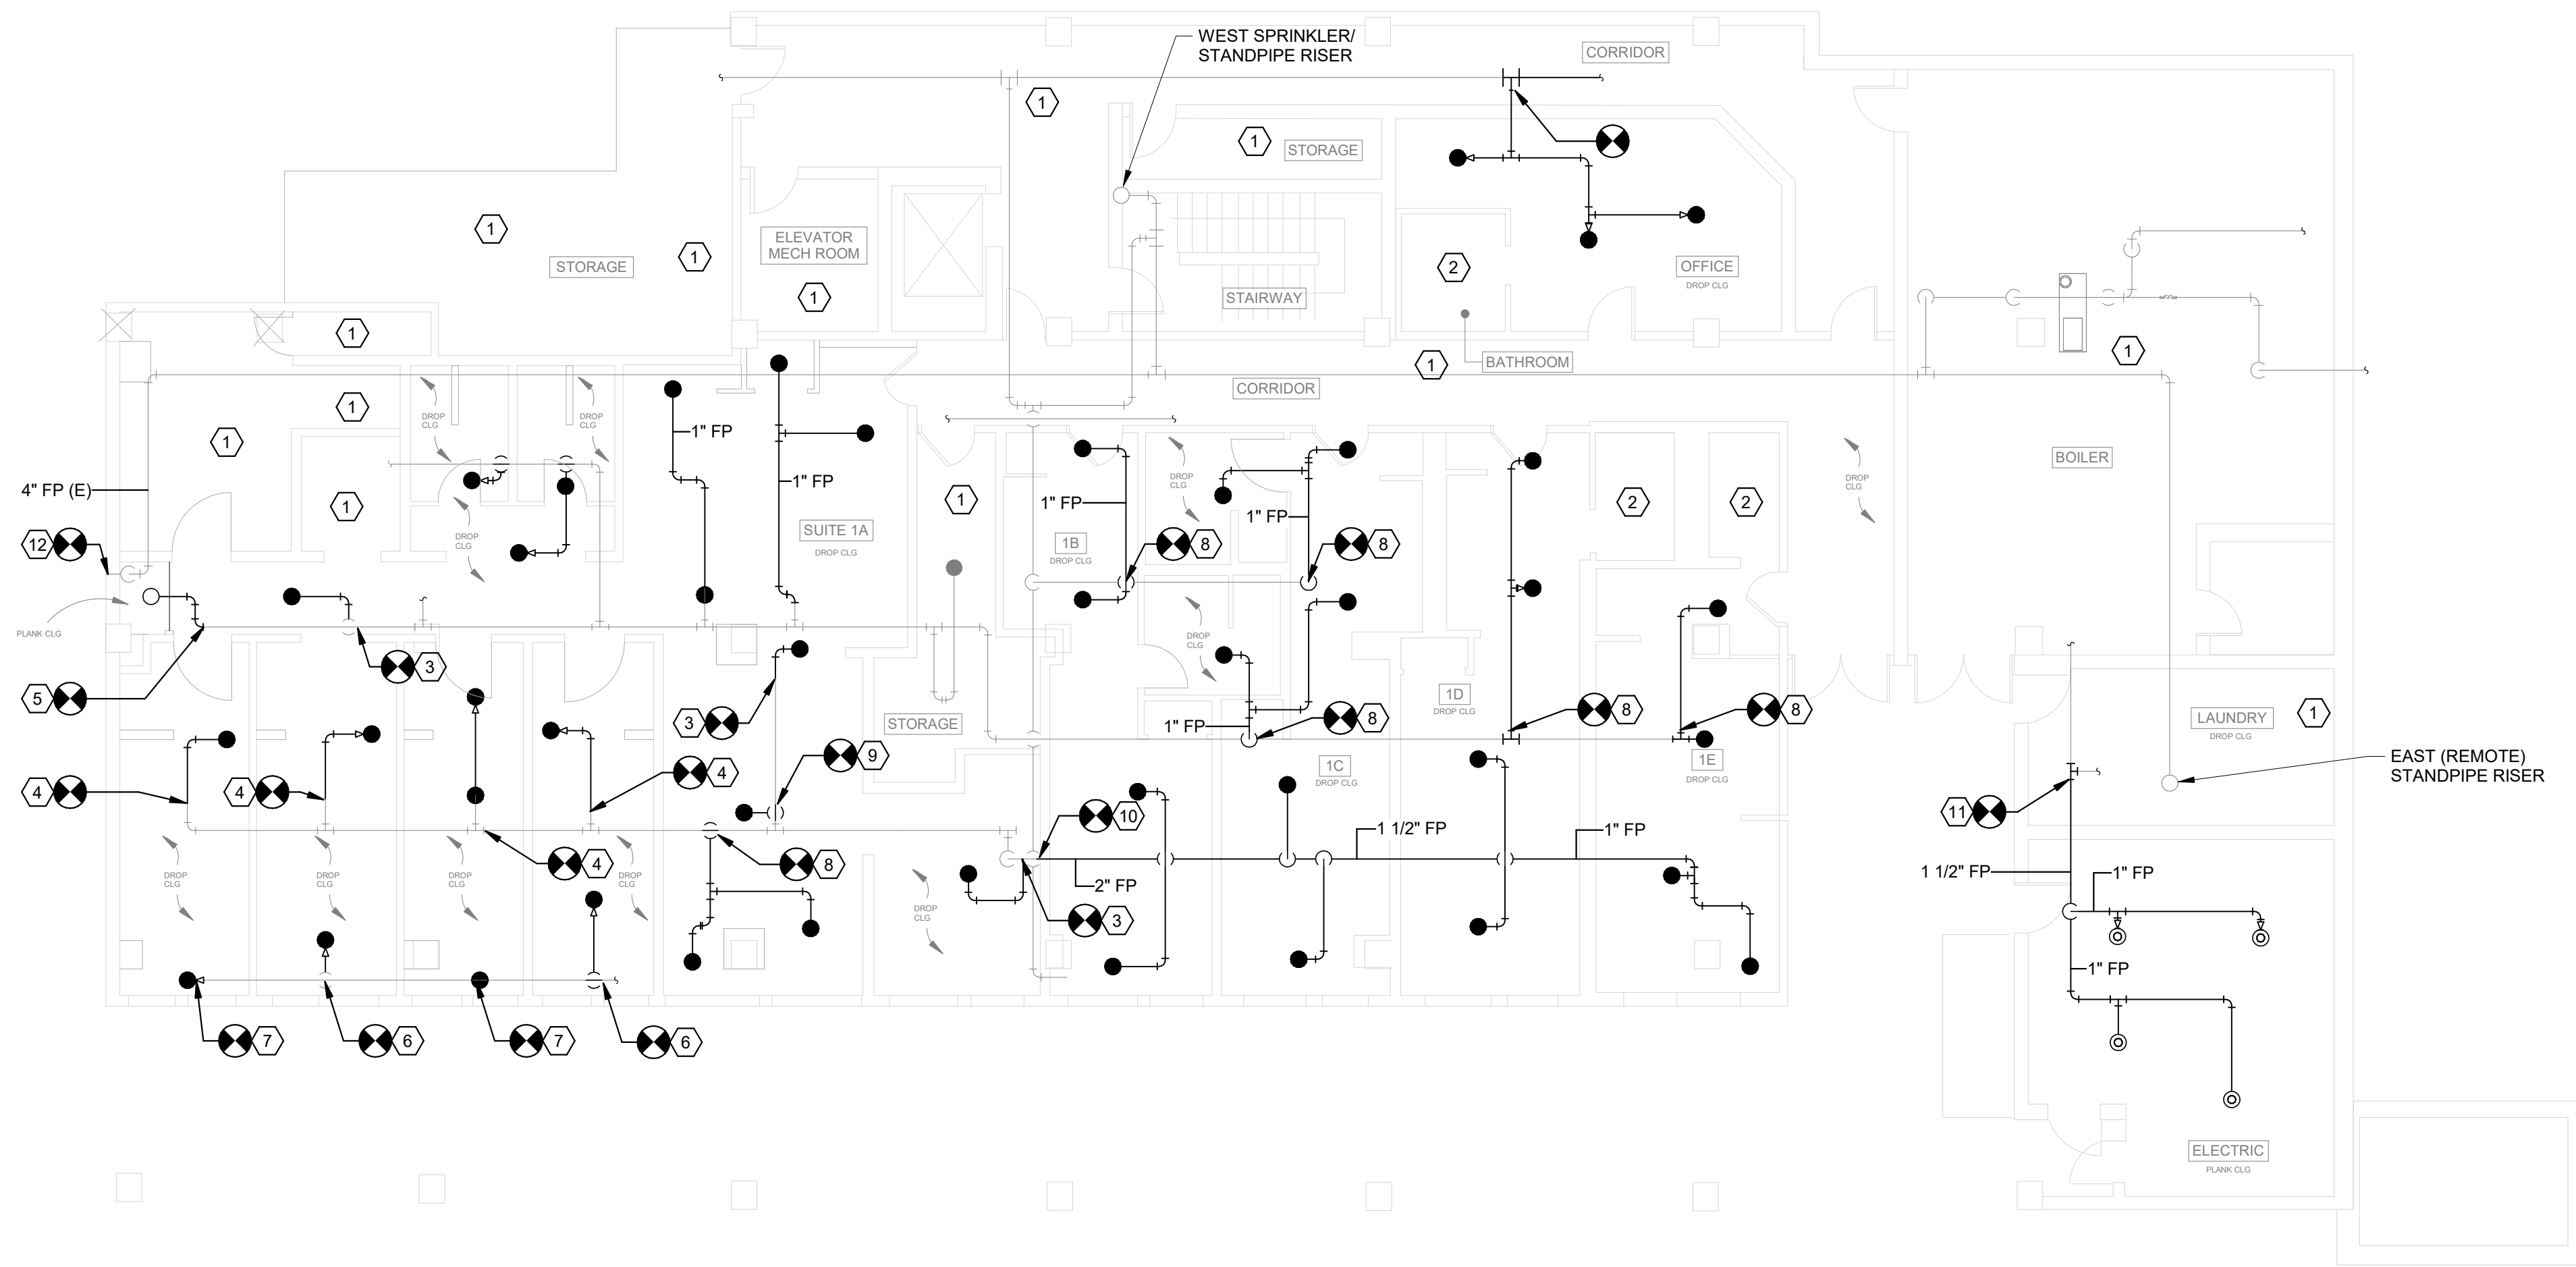 WEST SPRINKLER/
STANDPIPE RISER
CORRIDOR
1
1
STORAGE
1
1
STORAGE
ELEVATOR
MECH ROOM
1
2
OFFICE
DROP CLG
STAIRWAY
1
1
BATHROOM
1
CORRIDOR
1
DROP
CLG
DROP
CLG
1" FP
1
1
BOILER
1" FP
DROP
CLG
DROP
CLG
4" FP (E)
1
1
1" FP
1" FP
2
2
SUITE 1A
DROP CLG
DROP
CLG
12
1B
DROP CLG
8
8
PLANK CLG
DROP
CLG
3
5
3
1D
DROP CLG
8
8
1" FP
8
STORAGE
LAUNDRY
DROP CLG
1
9
1C
DROP CLG
1E
DROP CLG
EAST (REMOTE)
STANDPIPE RISER
4
4
4
10
11
1 1/2" FP
1" FP
4
8
DROP
CLG
DROP
CLG
DROP
CLG
DROP
CLG
2" FP
1 1/2" FP
1" FP
DROP
CLG
3
1" FP
7
6
7
6
ELECTRIC
PLANK CLG